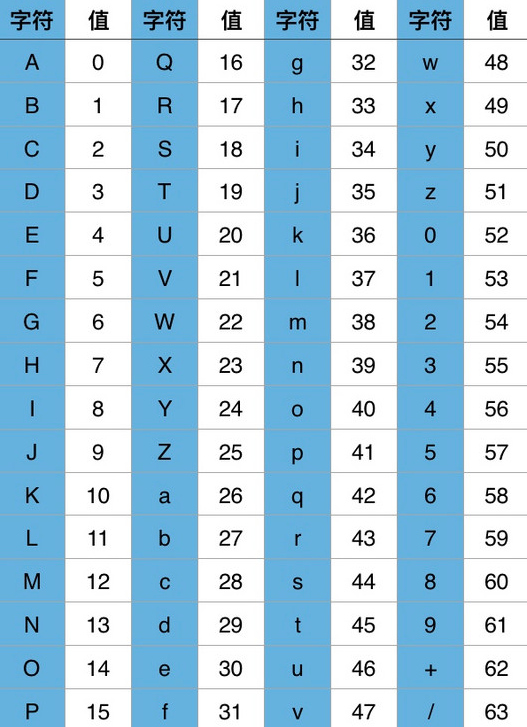 字符 值 字符 值 字符 值 字符 值
A 0 Q 16 g 32 w 48
B 1 R 17 h 33 x 49
C 2 S 18 i 34 y 50
D 3 T 19 j 35 z 51
E 4 U 20 k 36 0 52
F 5 V 21 l 37 1 53
G 6 W 22 m 38 2 54
H 7 X 23 n 39 3 55
I 8 Y 24 o 40 4 56
J 9 Z 25 p 41 5 57
K 10 a 26 q 42 6 58
L 11 b 27 r 43 7 59
M 12 c 28 s 44 8 60
N 13 d 29 t 45 9 61
O 14 e 30 u 46 + 62
P 15 f 31 v 47 / 63